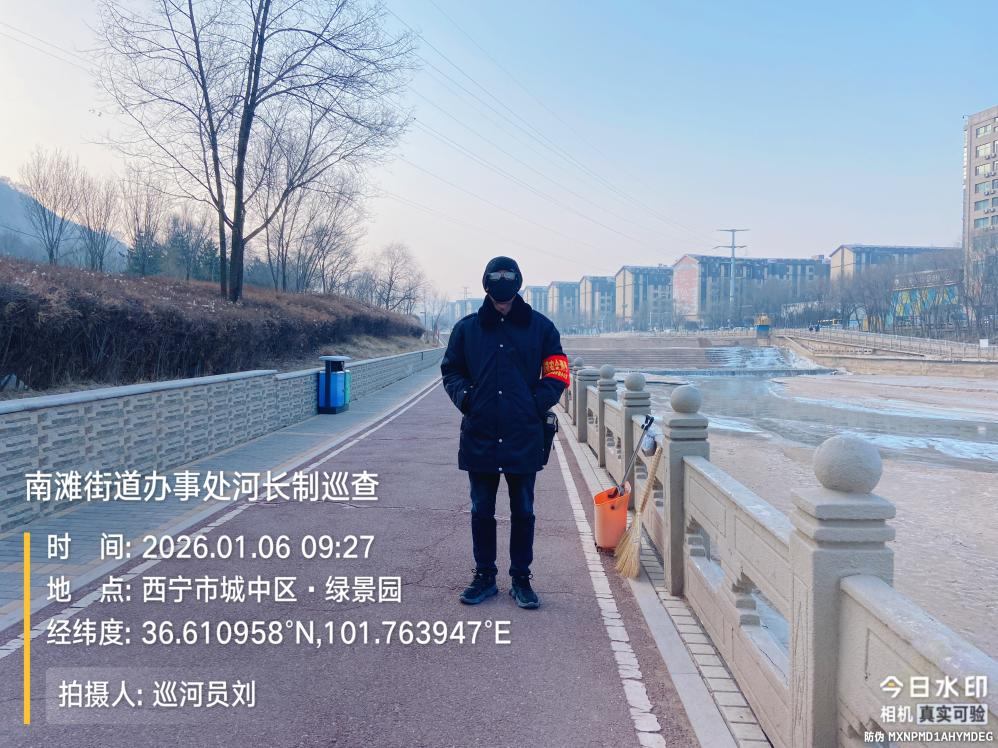 南滩街道办事处河长制巡查
时 间: 2026.01.06 09:27
地 点: 西宁市城中区·绿景园
经纬度: 36.610958°N,101.763947°E
拍摄人: 巡河员刘
今日水印
相机 真实可验
防伪 MXNPMD1AHYMDEG